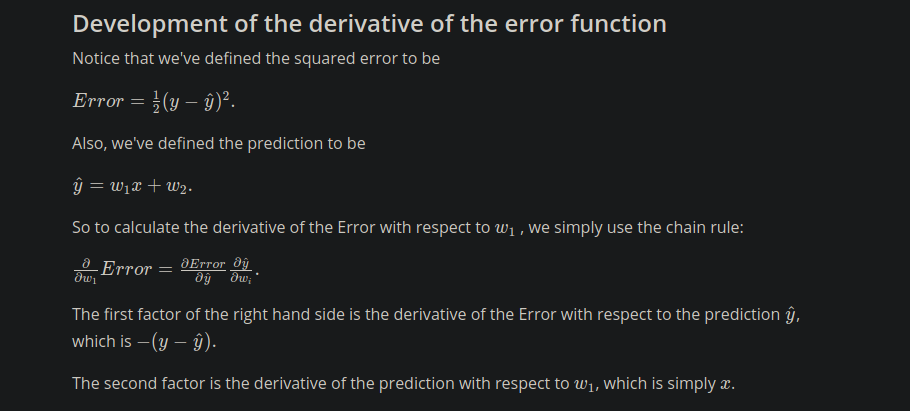 Development of the derivative of the error function
Notice that we've defined the squared error to be
$Error = \frac{1}{2}(y - \hat{y})^2.$
Also, we've defined the prediction to be
$\hat{y} = w_1 x + w_2.$
So to calculate the derivative of the Error with respect to $w_1$ , we simply use the chain rule:
$\frac{\partial}{\partial w_1} Error = \frac{\partial Error}{\partial \hat{y}} \frac{\partial \hat{y}}{\partial w_i}.$
The first factor of the right hand side is the derivative of the Error with respect to the prediction $\hat{y}$,
which is $-(y - \hat{y})$.
The second factor is the derivative of the prediction with respect to $w_1$, which is simply $x$.